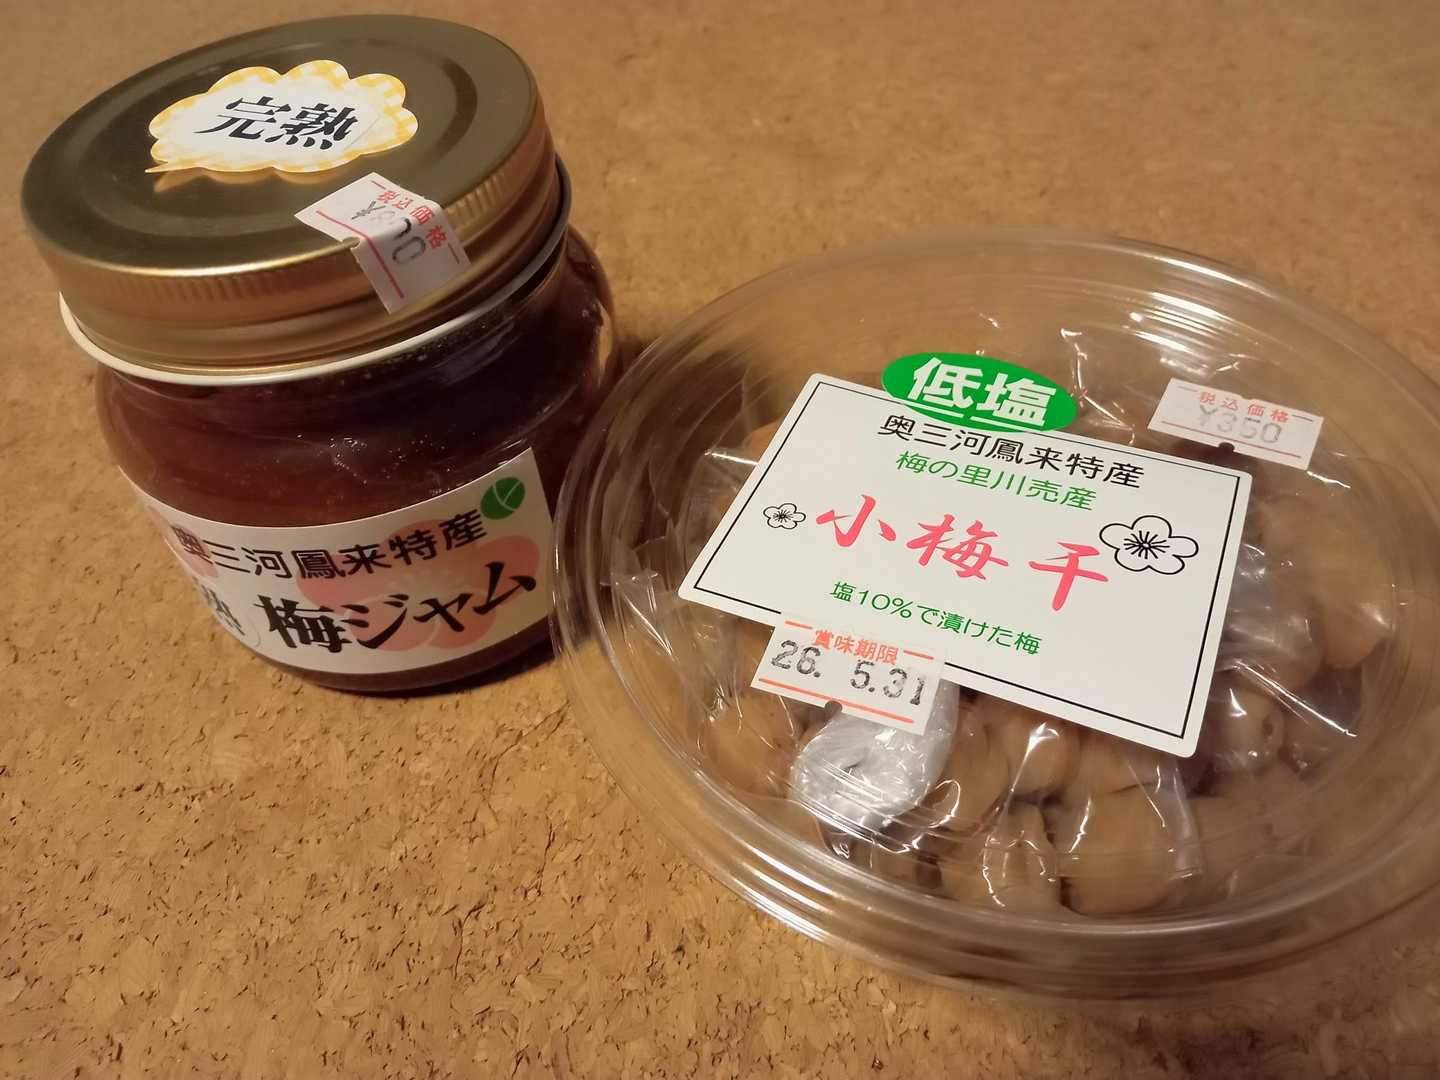 完熟
税込価格
奥三河鳳来特産
梅ジャム
低塩
奥三河鳳来特産
梅の里川売産
小梅干
塩10%で漬けた梅
税込価格
¥350
賞味期限
26. 5.31